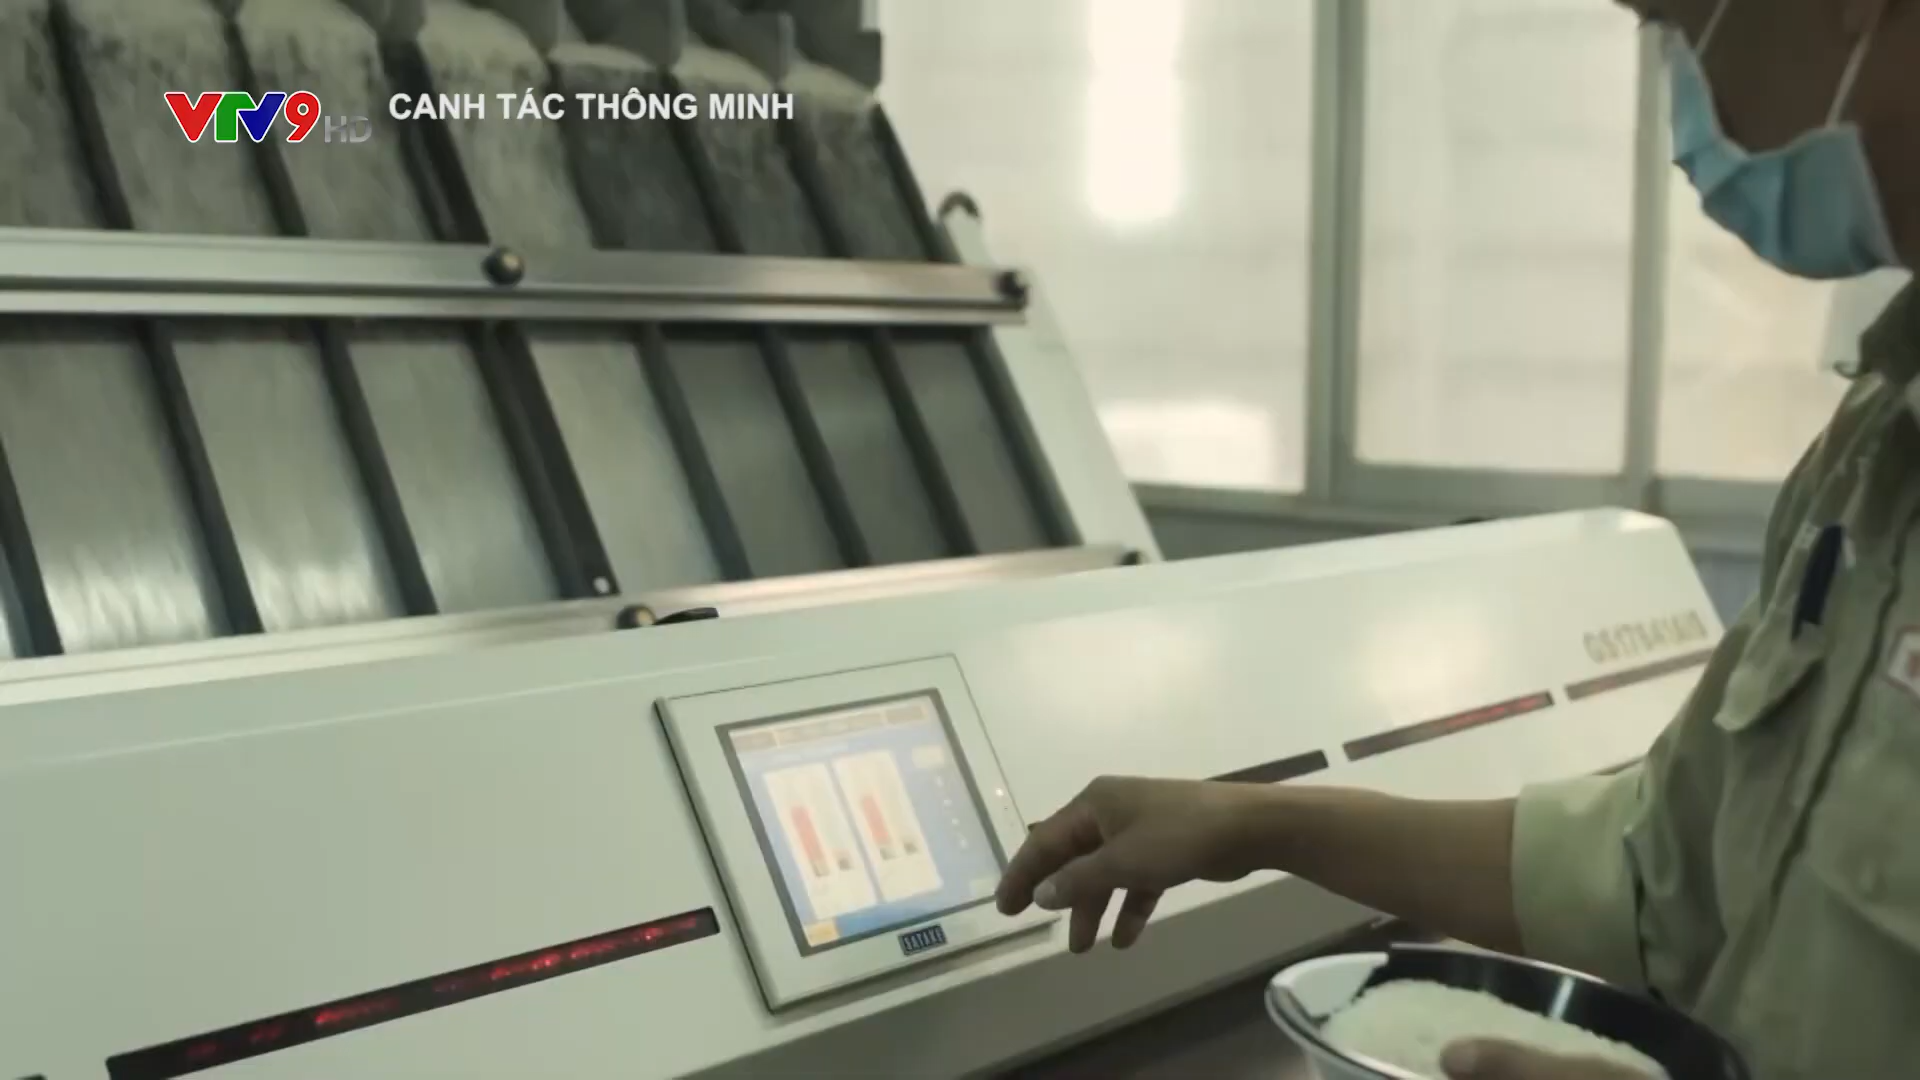 VTV9 HD
CANH TÁC THÔNG MINH
SATAKE